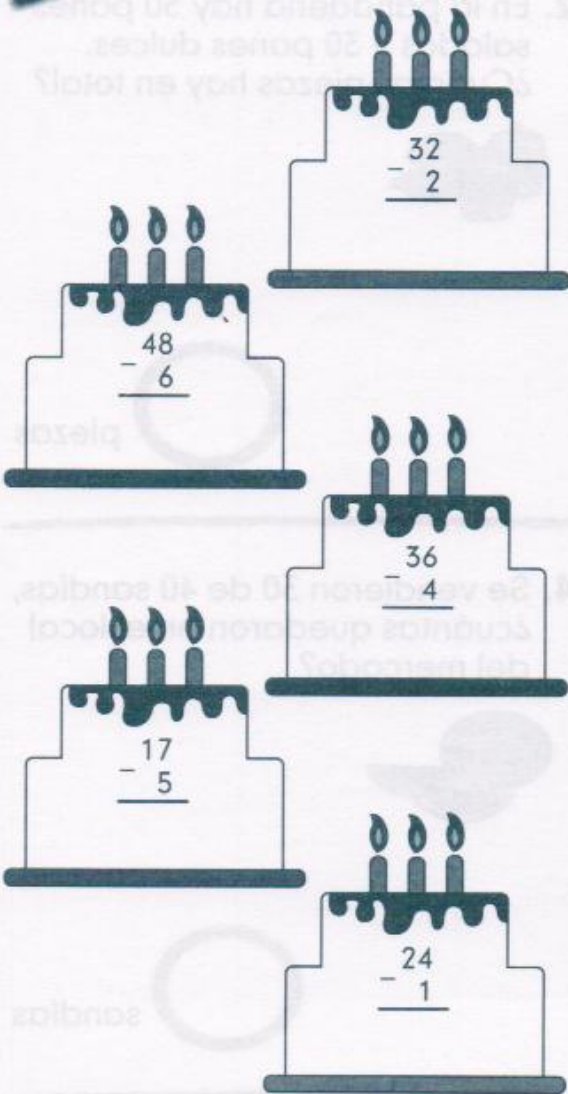 2. En la panadería hay 50 panes
salados y 30 panes dulces.
¿Cuántas piezas hay en total?
32
− 2
48
− 6
piezas
36
− 4
4. Se vendieron 30 de 40 sandías,
¿cuántas quedaron en el local
del mercado?
17
− 5
24
− 1
sandías